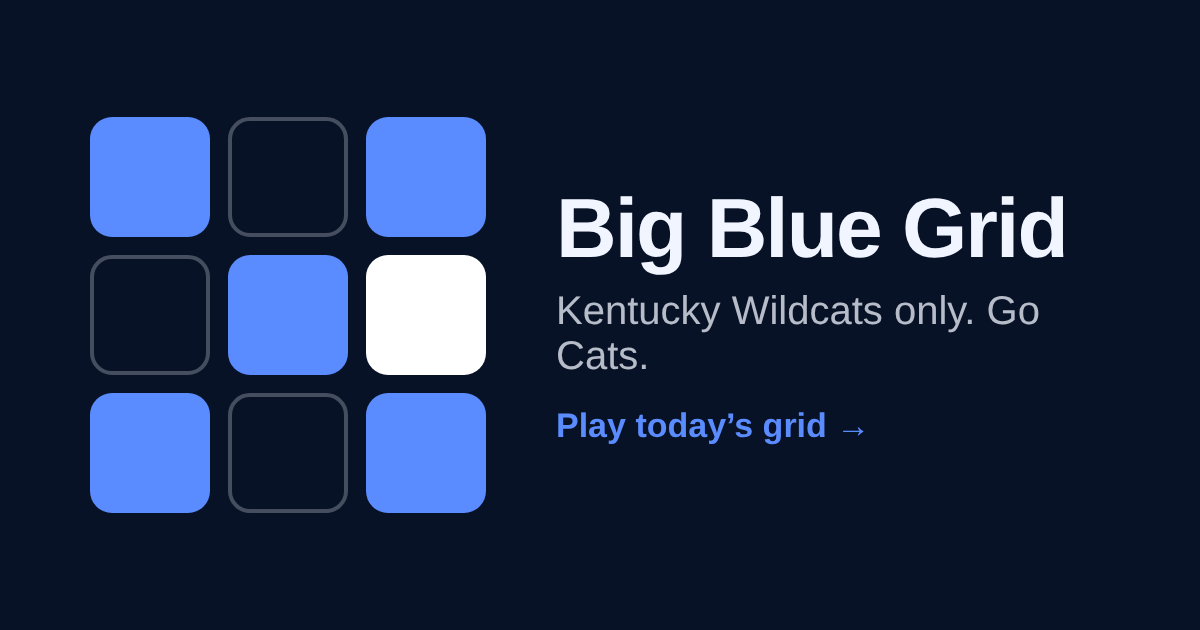 Big Blue Grid
Kentucky Wildcats only. Go
Cats.
Play today’s grid →